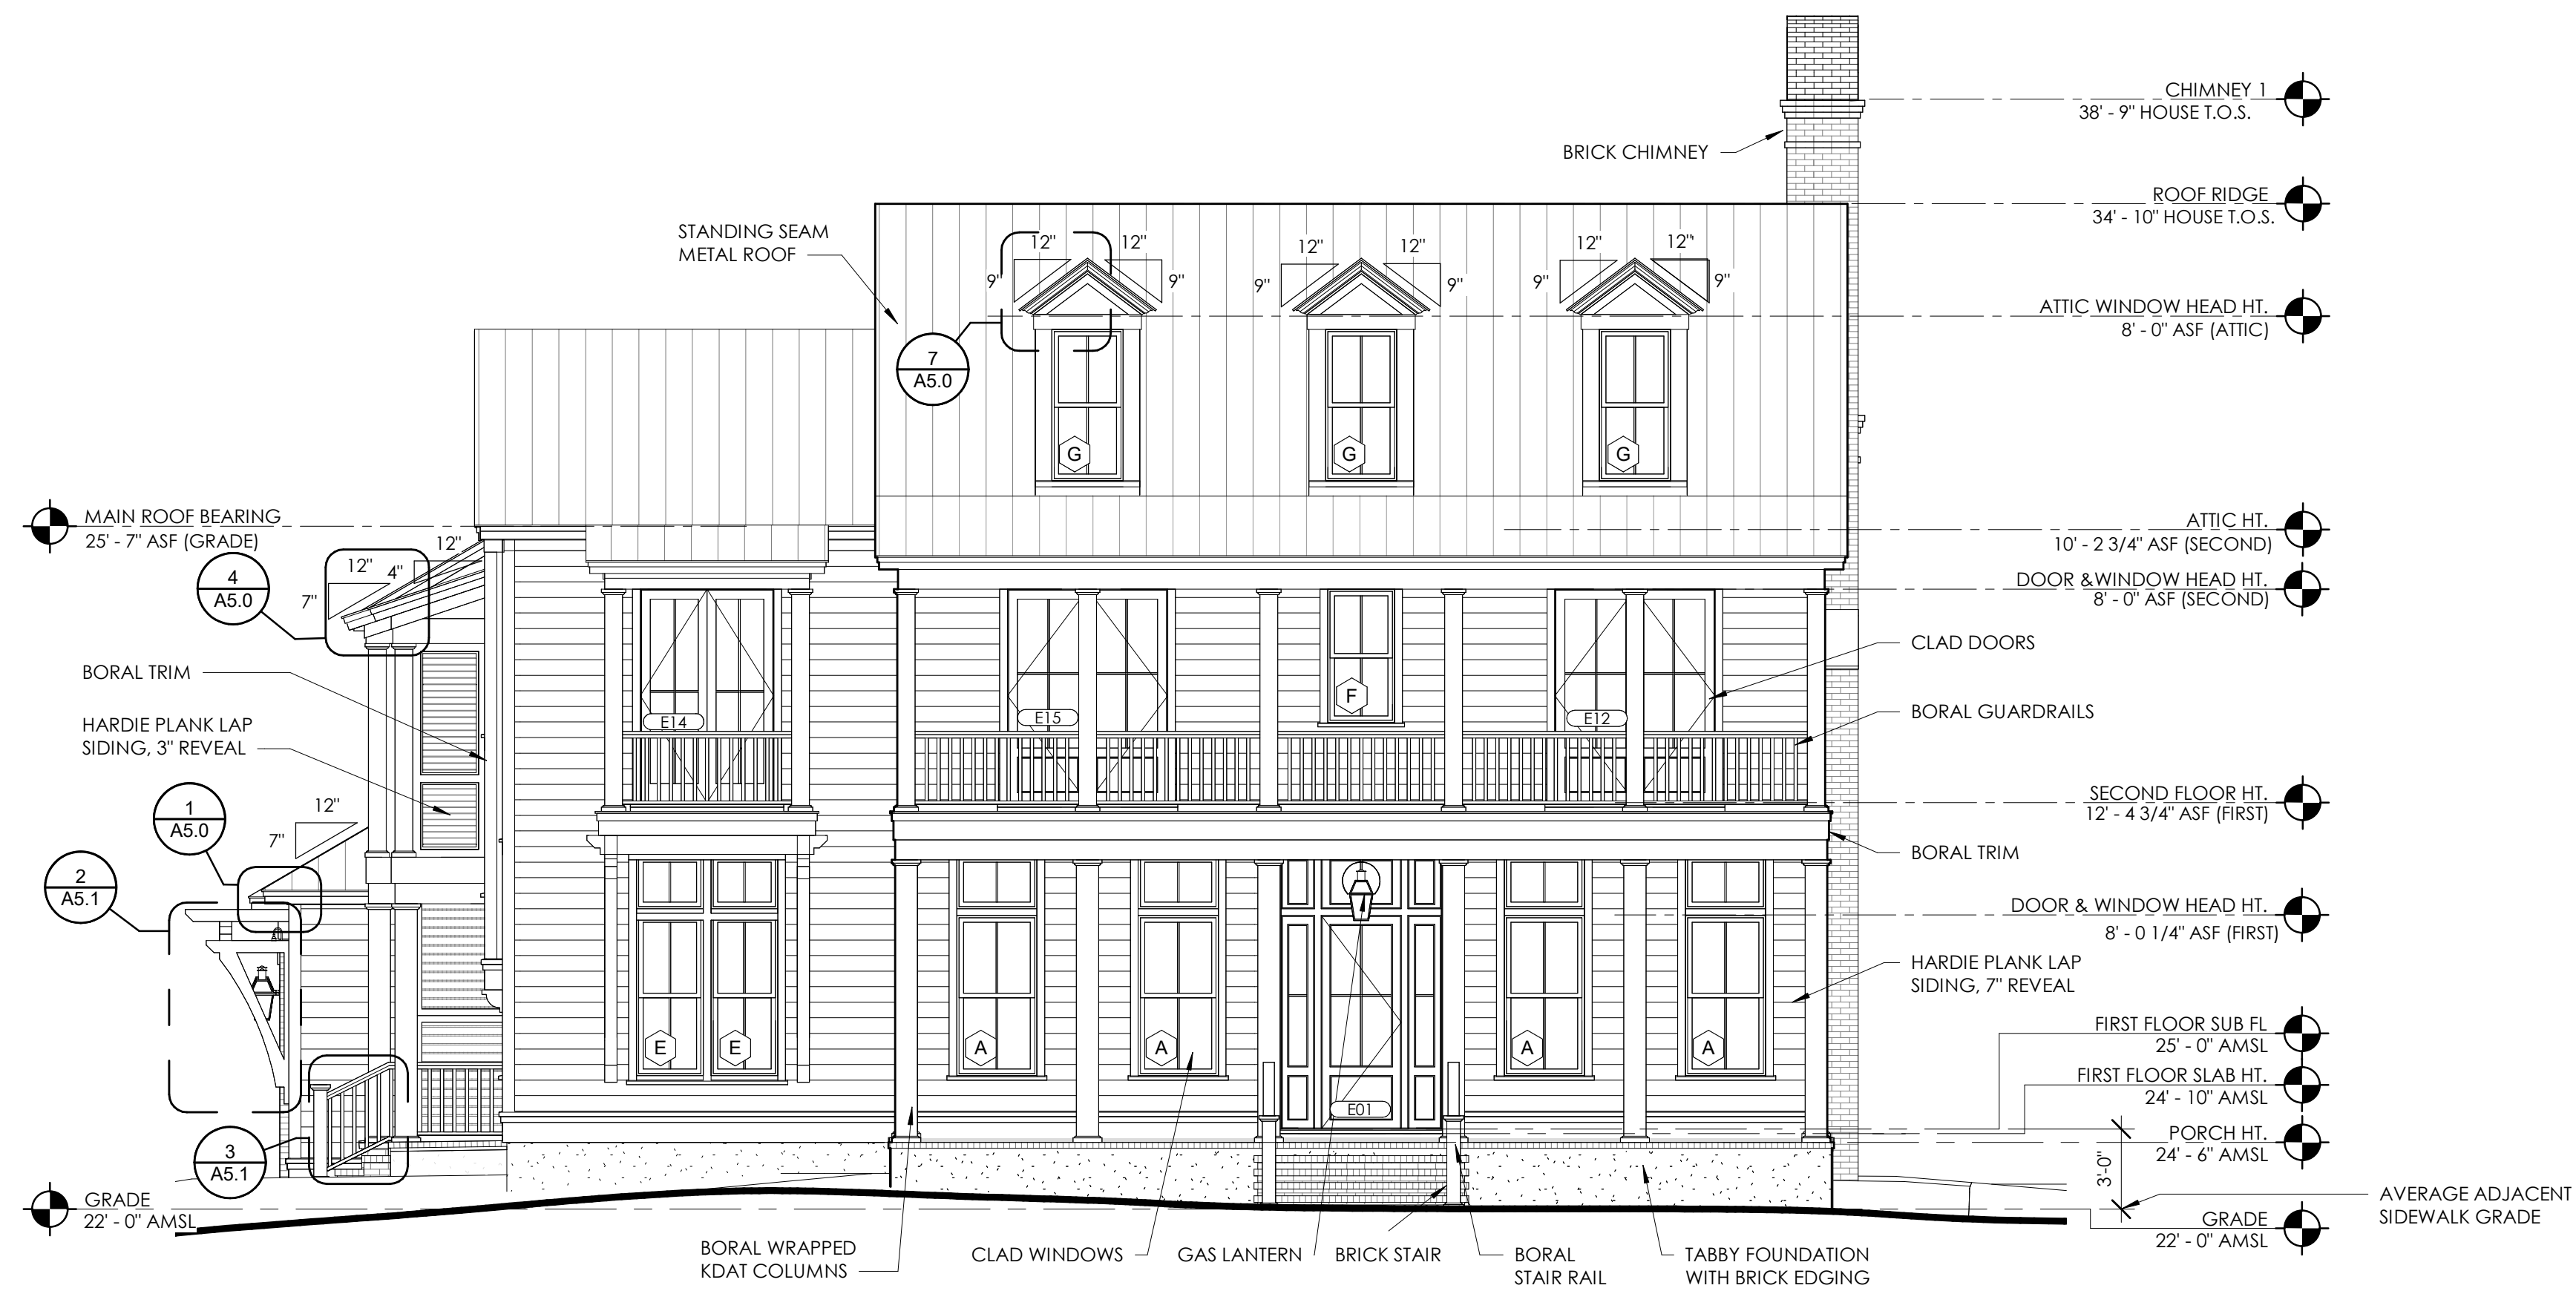 CHIMNEY 1
38' - 9" HOUSE T.O.S.
BRICK CHIMNEY
ROOF RIDGE
34' - 10" HOUSE T.O.S.
STANDING SEAM
METAL ROOF
12"
12"
9"
9"
12"
12"
9"
9"
12"
12"
9"
9"
ATTIC WINDOW HEAD HT.
8' - 0" ASF (ATTIC)
7
A5.0
G
G
G
MAIN ROOF BEARING
25' - 7" ASF (GRADE)
ATTIC HT.
10' - 2 3/4" ASF (SECOND)
12"
12"
4"
7"
4
A5.0
DOOR &WINDOW HEAD HT.
8' - 0" ASF (SECOND)
CLAD DOORS
BORAL TRIM
F
E14
E15
E12
BORAL GUARDRAILS
HARDIE PLANK LAP
SIDING, 3" REVEAL
SECOND FLOOR HT.
12' - 4 3/4" ASF (FIRST)
1
A5.0
12"
7"
BORAL TRIM
2
A5.1
DOOR & WINDOW HEAD HT.
8' - 0 1/4" ASF (FIRST)
HARDIE PLANK LAP
SIDING, 7" REVEAL
E
E
A
A
A
A
FIRST FLOOR SUB FL
25' - 0" AMSL
FIRST FLOOR SLAB HT.
24' - 10" AMSL
E01
3
A5.1
PORCH HT.
24' - 6" AMSL
3'-0"
GRADE
22' - 0" AMSL
AVERAGE ADJACENT
SIDEWALK GRADE
GRADE
22' - 0" AMSL
BORAL WRAPPED
KDAT COLUMNS
CLAD WINDOWS
GAS LANTERN
BRICK STAIR
BORAL
STAIR RAIL
TABBY FOUNDATION
WITH BRICK EDGING